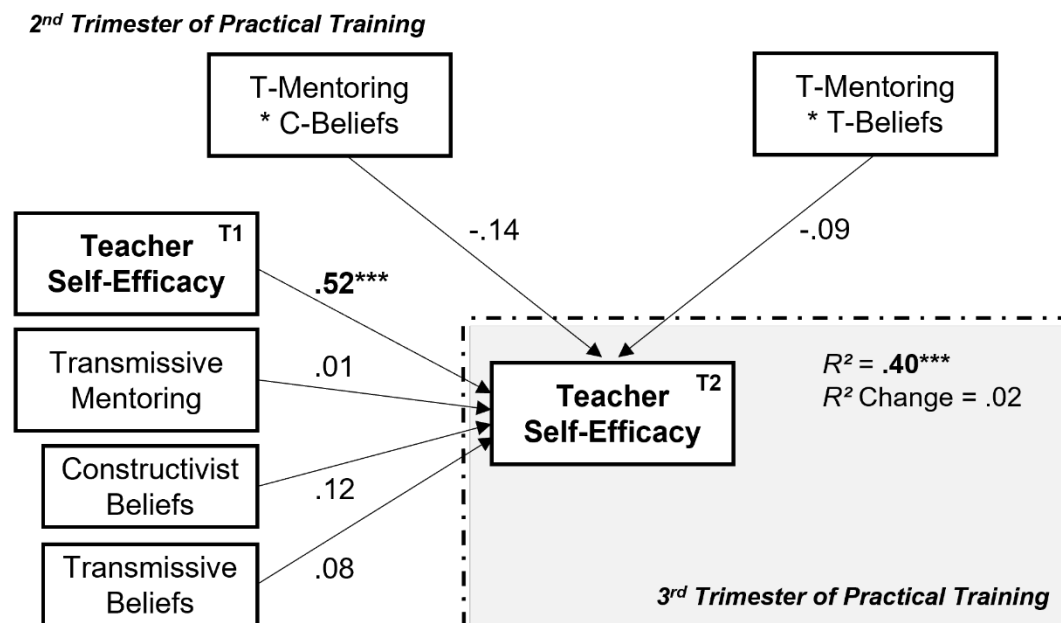 2nd Trimester of Practical Training
T-Mentoring
* C-Beliefs
T-Mentoring
* T-Beliefs
-.14
-.09
Teacher T1
Self-Efficacy
.52***
Transmissive
Mentoring
.01
Constructivist
Beliefs
.12
Transmissive
Beliefs
.08
Teacher T2
Self-Efficacy
R² = .40***
R² Change = .02
3rd Trimester of Practical Training